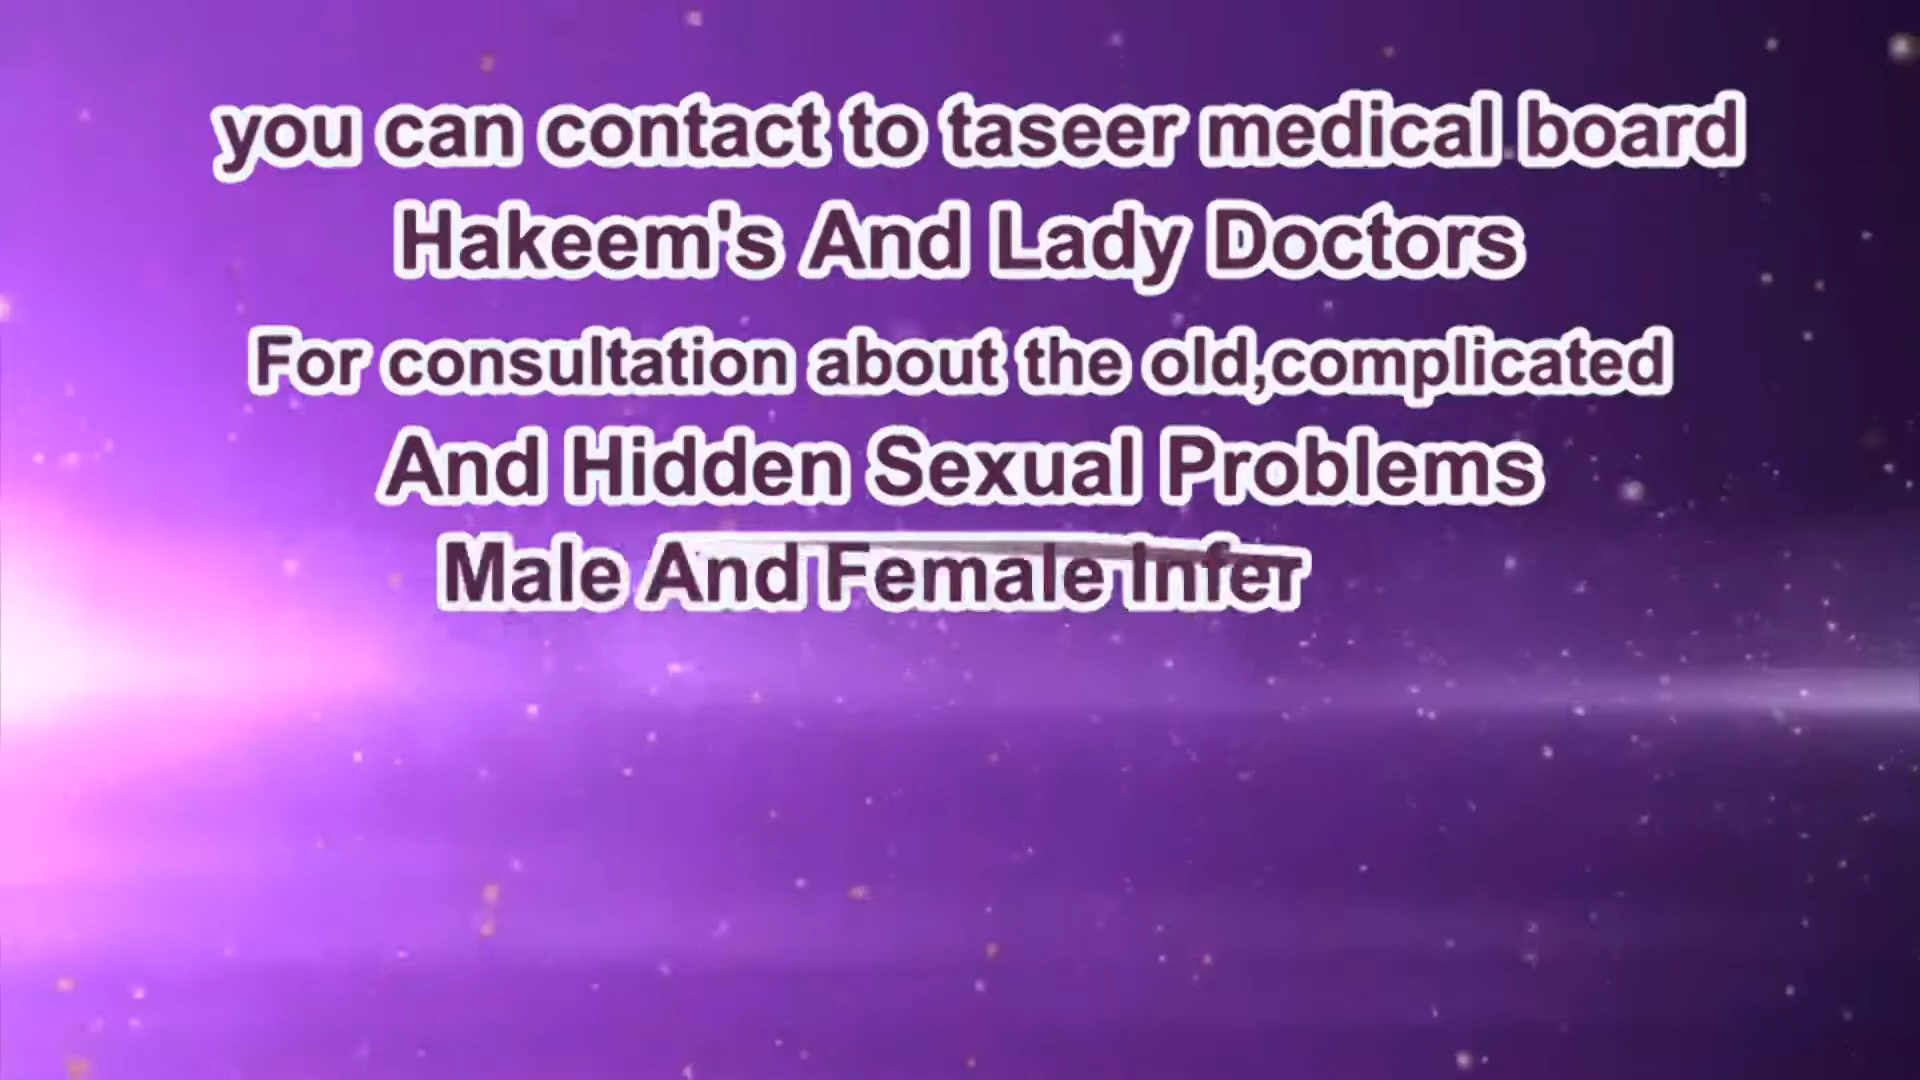 you can contact to taseer medical board
Hakeem's And Lady Doctors
For consultation about the old,complicated
And Hidden Sexual Problems
Male And Female Infer